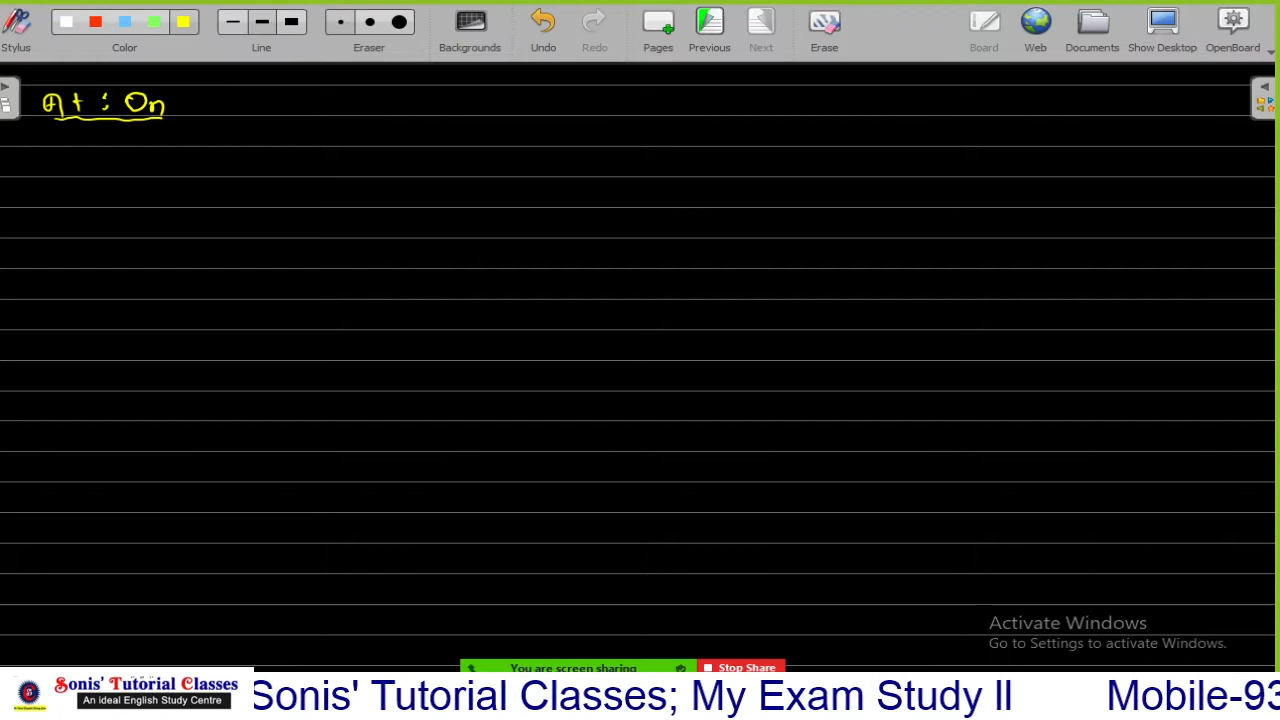 Stylus Color Line Eraser Backgrounds Undo Redo Pages Previous Next Erase Board Web Documents Show Desktop OpenBoard
At : On
Activate Windows
Go to Settings to activate Windows.
You are screen sharing Stop Share
Sonis' Tutorial Classes
An ideal English Study Centre
Sonis' Tutorial Classes; My Exam Study II Mobile-93